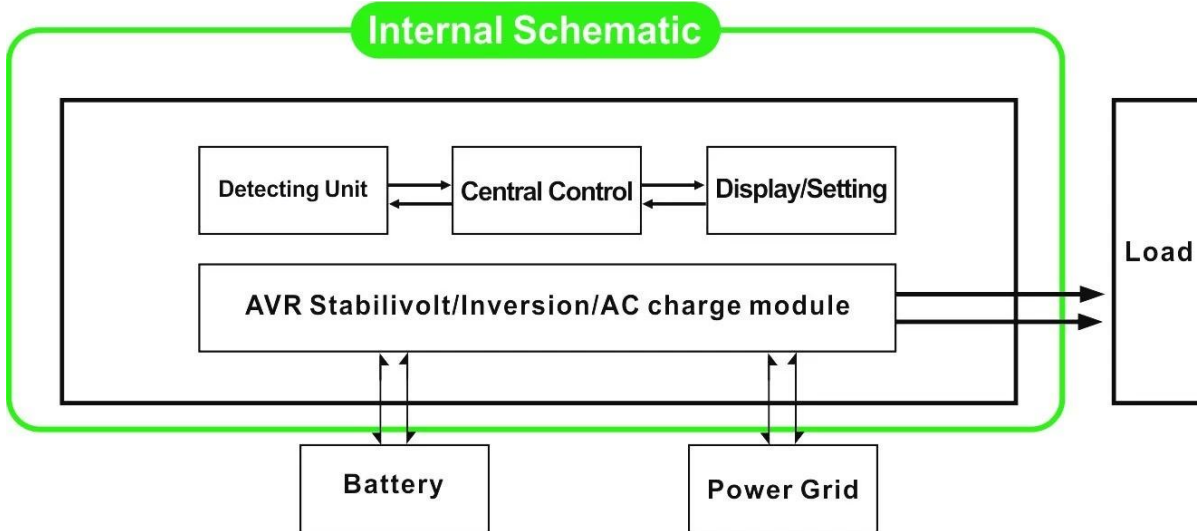 Internal Schematic
Detecting Unit
Central Control
Display/Setting
AVR Stabilivolt/Inversion/AC charge module
Load
Battery
Power Grid